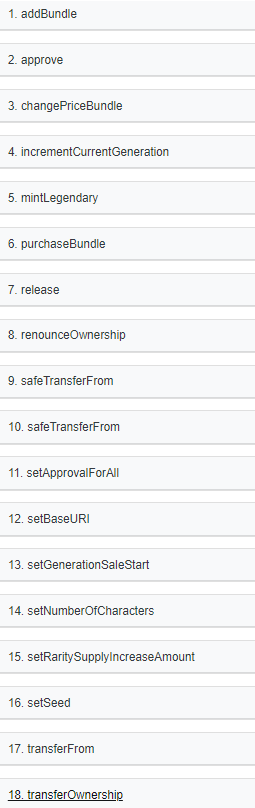 1. addBundle
2. approve
3. changePriceBundle
4. incrementCurrentGeneration
5. mintLegendary
6. purchaseBundle
7. release
8. renounceOwnership
9. safeTransferFrom
10. safeTransferFrom
11. setApprovalForAll
12. setBaseURI
13. setGenerationSaleStart
14. setNumberOfCharacters
15. setRaritySupplyIncreaseAmount
16. setSeed
17. transferFrom
18. transferOwnership